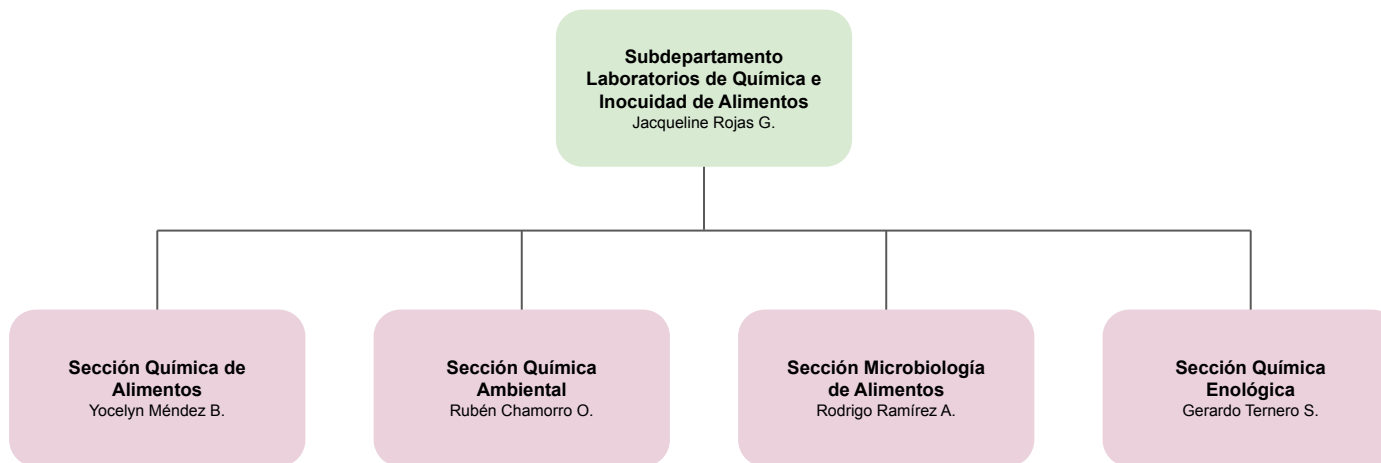 Subdepartamento
Laboratorios de Química e
Inocuidad de Alimentos
Jacqueline Rojas G.
Sección Química de
Alimentos
Yocelyn Méndez B.
Sección Química
Ambiental
Rubén Chamorro O.
Sección Microbiología
de Alimentos
Rodrigo Ramírez A.
Sección Química
Enológica
Gerardo Ternero S.